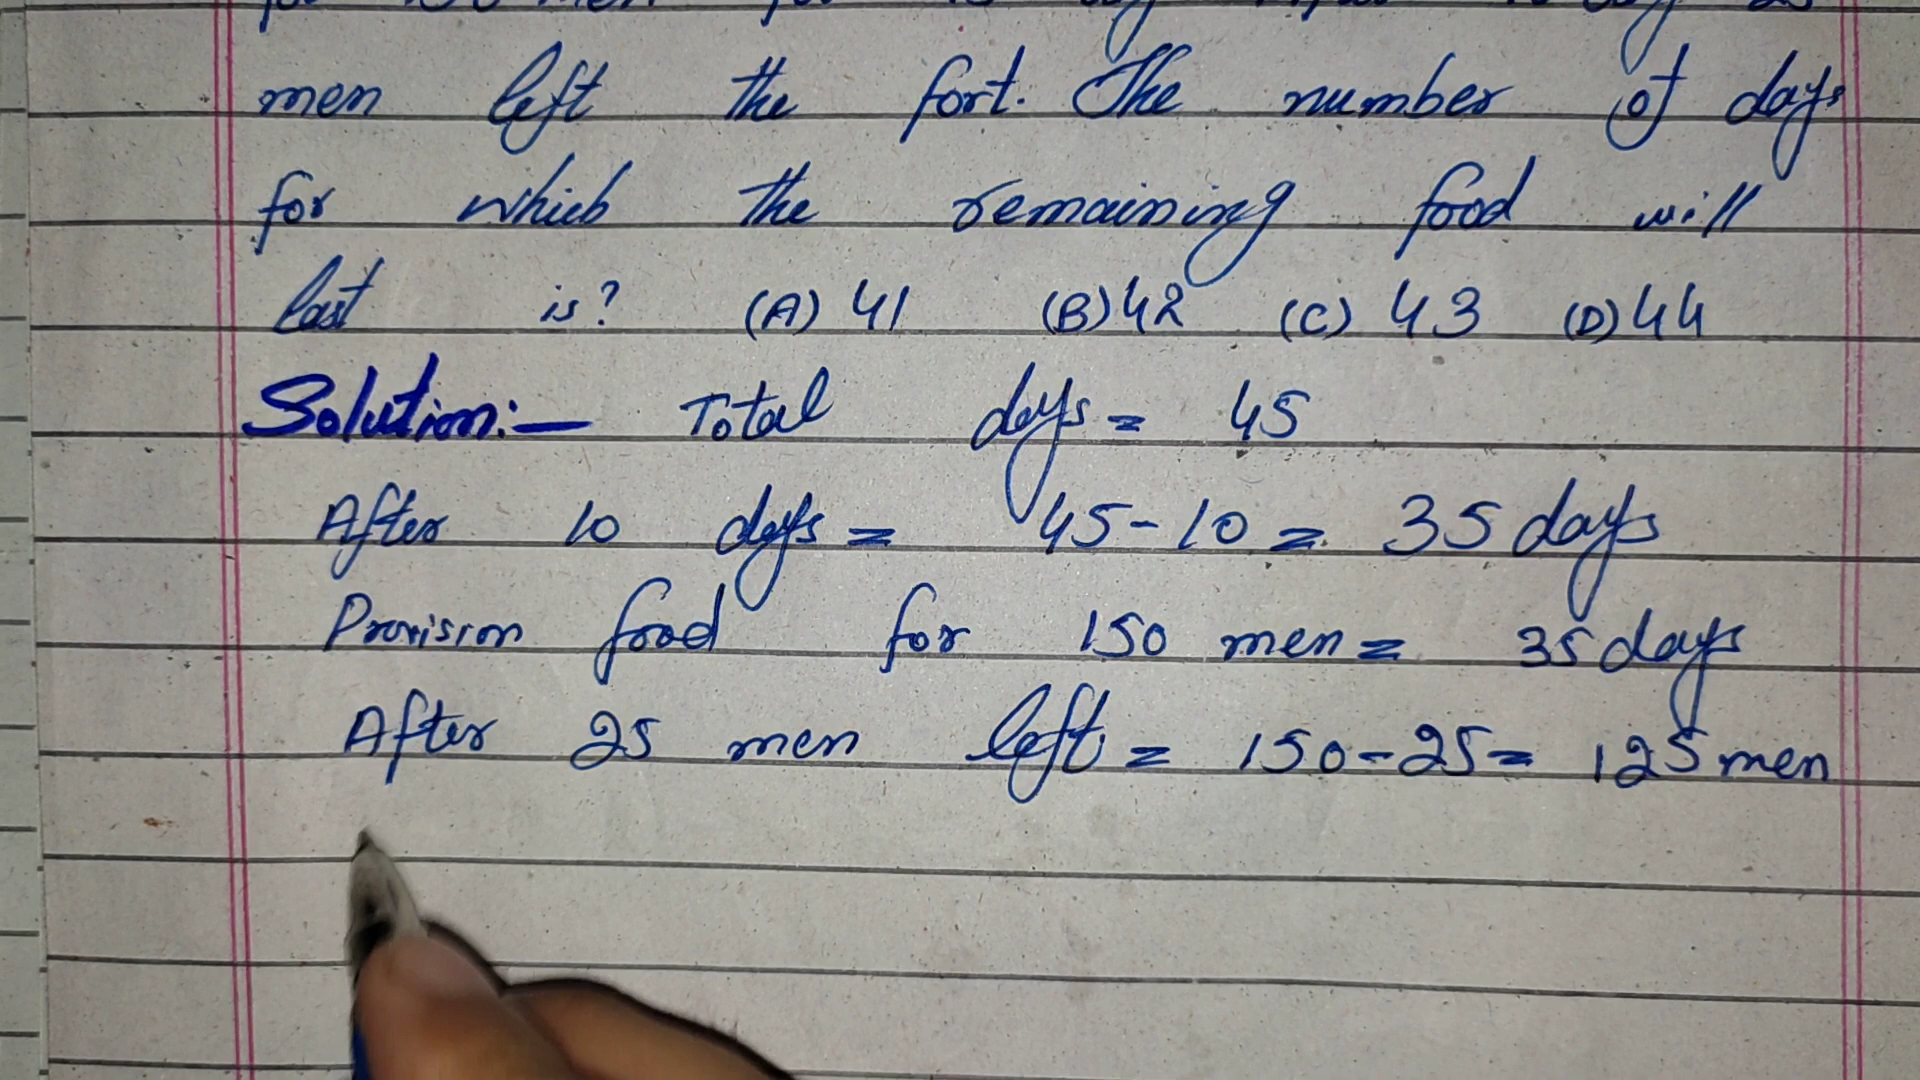 men left the fort. The number of days
for which the remaining food will
last is? (A) 41 (B) 42 (C) 43 (D) 44
Solution:- Total days = 45
After 10 days = 45-10 = 35 days
Provision food for 150 men = 35 days
After 25 men left = 150-25 = 125 men